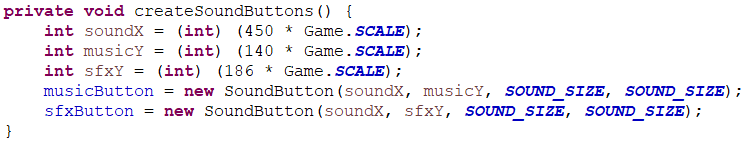 private void createSoundButtons() {
    int soundX = (int) (450 * Game.SCALE);
    int musicY = (int) (140 * Game.SCALE);
    int sfxY = (int) (186 * Game.SCALE);
    musicButton = new SoundButton(soundX, musicY, SOUND_SIZE, SOUND_SIZE);
    sfxButton = new SoundButton(soundX, sfxY, SOUND_SIZE, SOUND_SIZE);
}